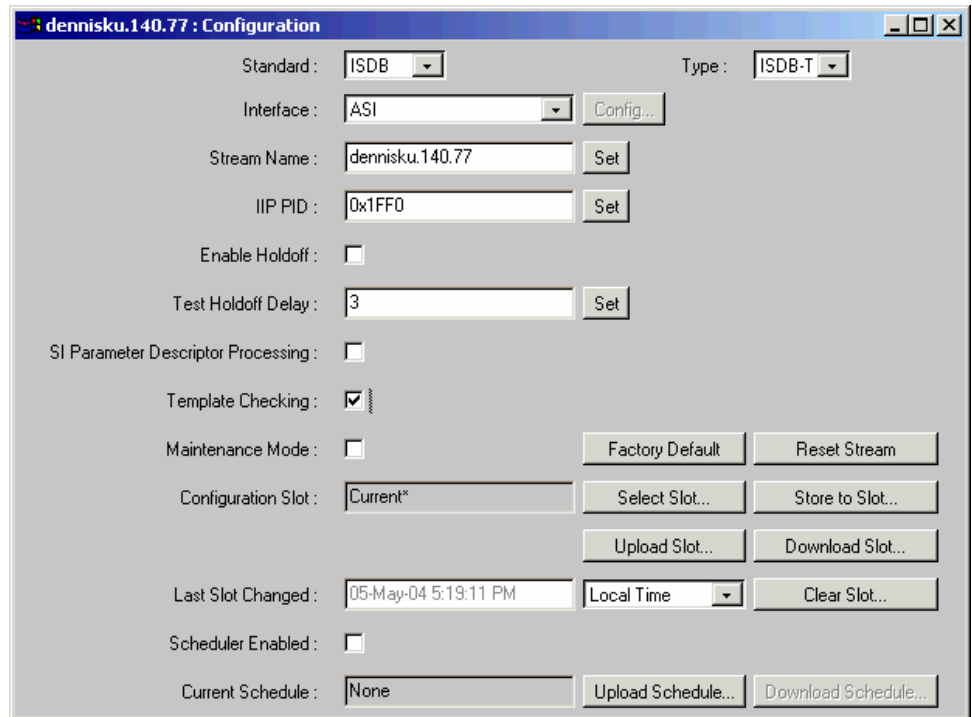 dennisku.140.77 : Configuration
Standard : ISDB Type : ISDB-T
Interface : ASI Config...
Stream Name : dennisku.140.77 Set
IIP PID : 0x1FF0 Set
Enable Holdoff :
Test Holdoff Delay : 3 Set
SI Parameter Descriptor Processing :
Template Checking :
Maintenance Mode : Factory Default Reset Stream
Configuration Slot : Current* Select Slot... Store to Slot...
Upload Slot... Download Slot...
Last Slot Changed : 05-May-04 5:19:11 PM Local Time Clear Slot...
Scheduler Enabled :
Current Schedule : None Upload Schedule... Download Schedule...